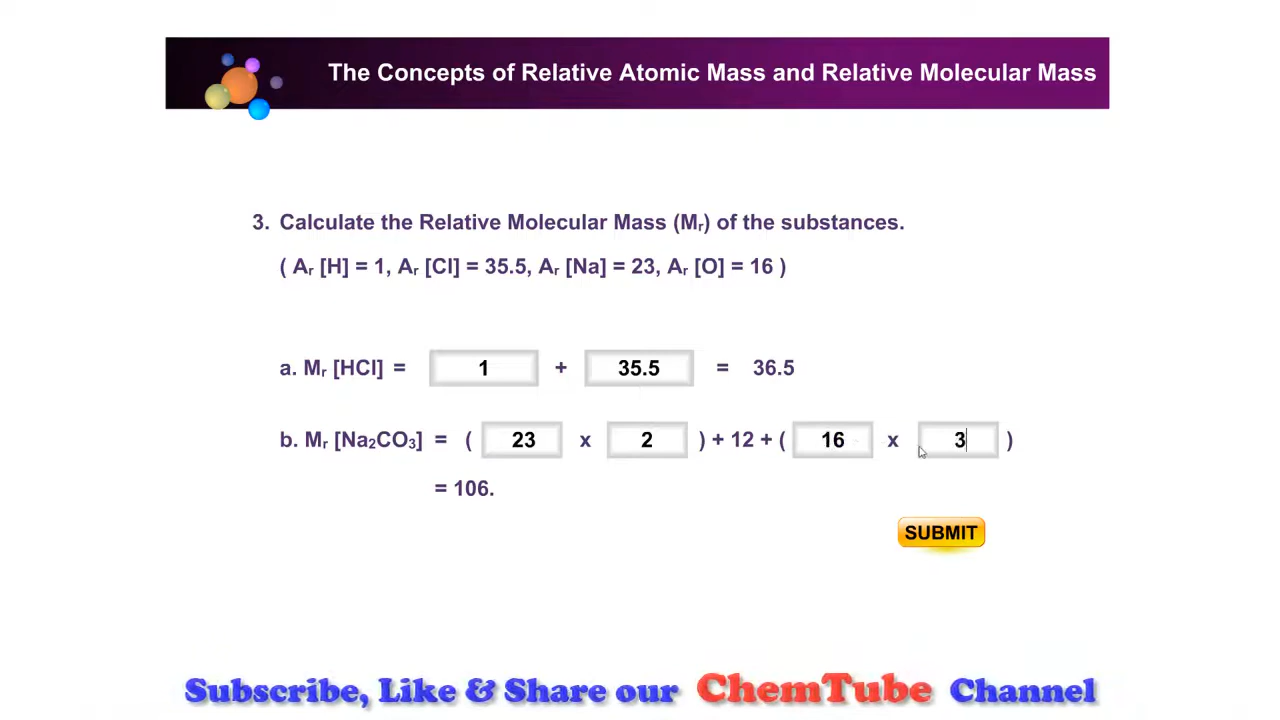 The Concepts of Relative Atomic Mass and Relative Molecular Mass
3. Calculate the Relative Molecular Mass (Mᵣ) of the substances.
( Aᵣ [H] = 1, Aᵣ [Cl] = 35.5, Aᵣ [Na] = 23, Aᵣ [O] = 16 )
a. Mᵣ [HCl] = 1 + 35.5 = 36.5
b. Mᵣ [Na₂CO₃] = ( 23 x 2 ) + 12 + ( 16 x 3 )
= 106.
SUBMIT
Subscribe, Like & Share our ChemTube Channel